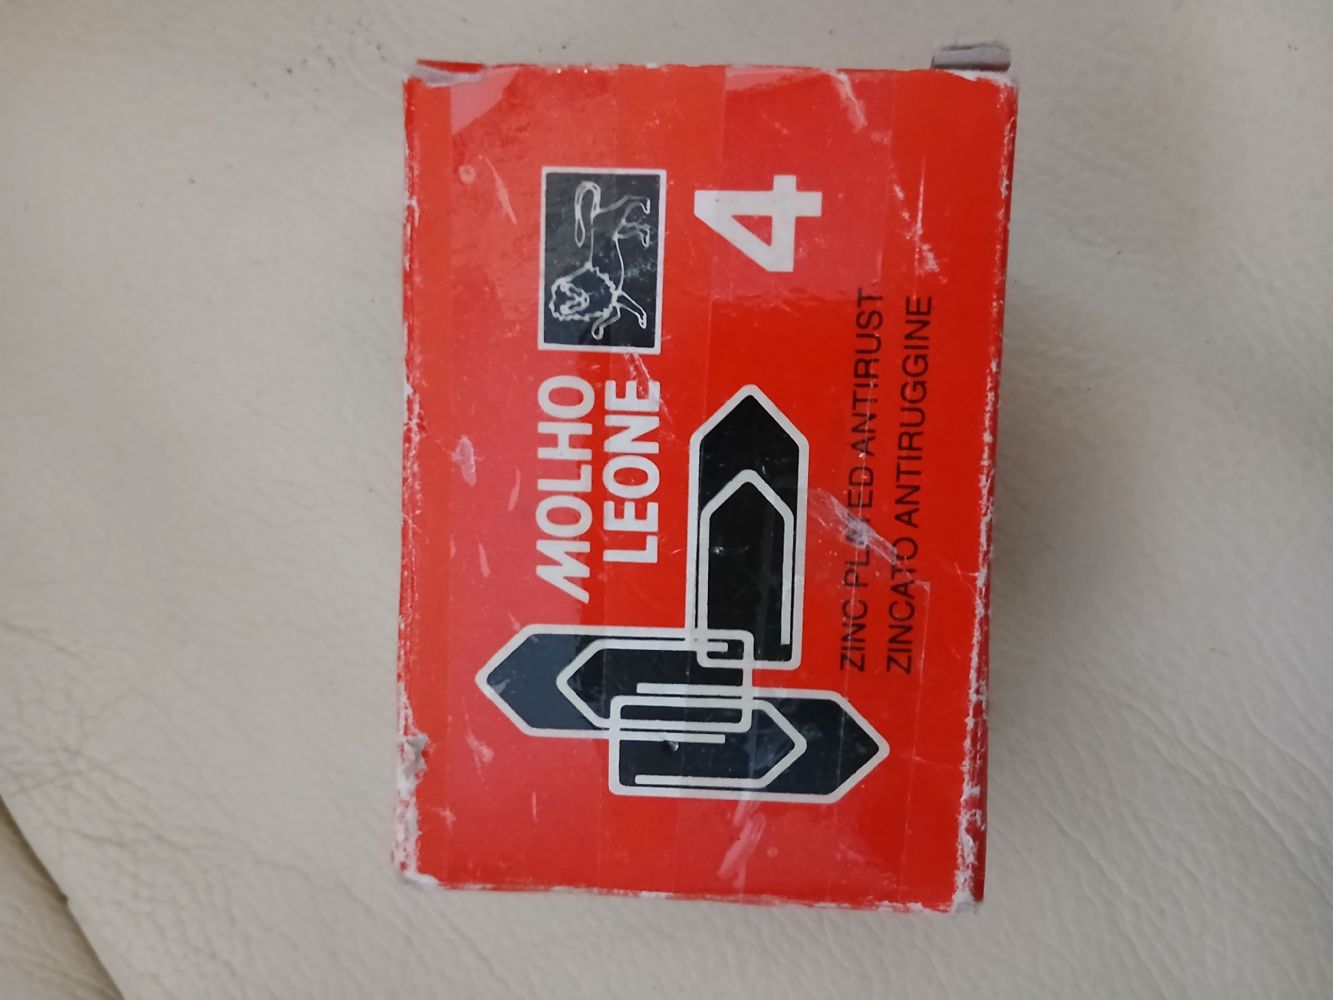 MOLHO
LEONE
4
ZINC PLATED ANTIRUST
ZINCATO ANTIRUGGINE